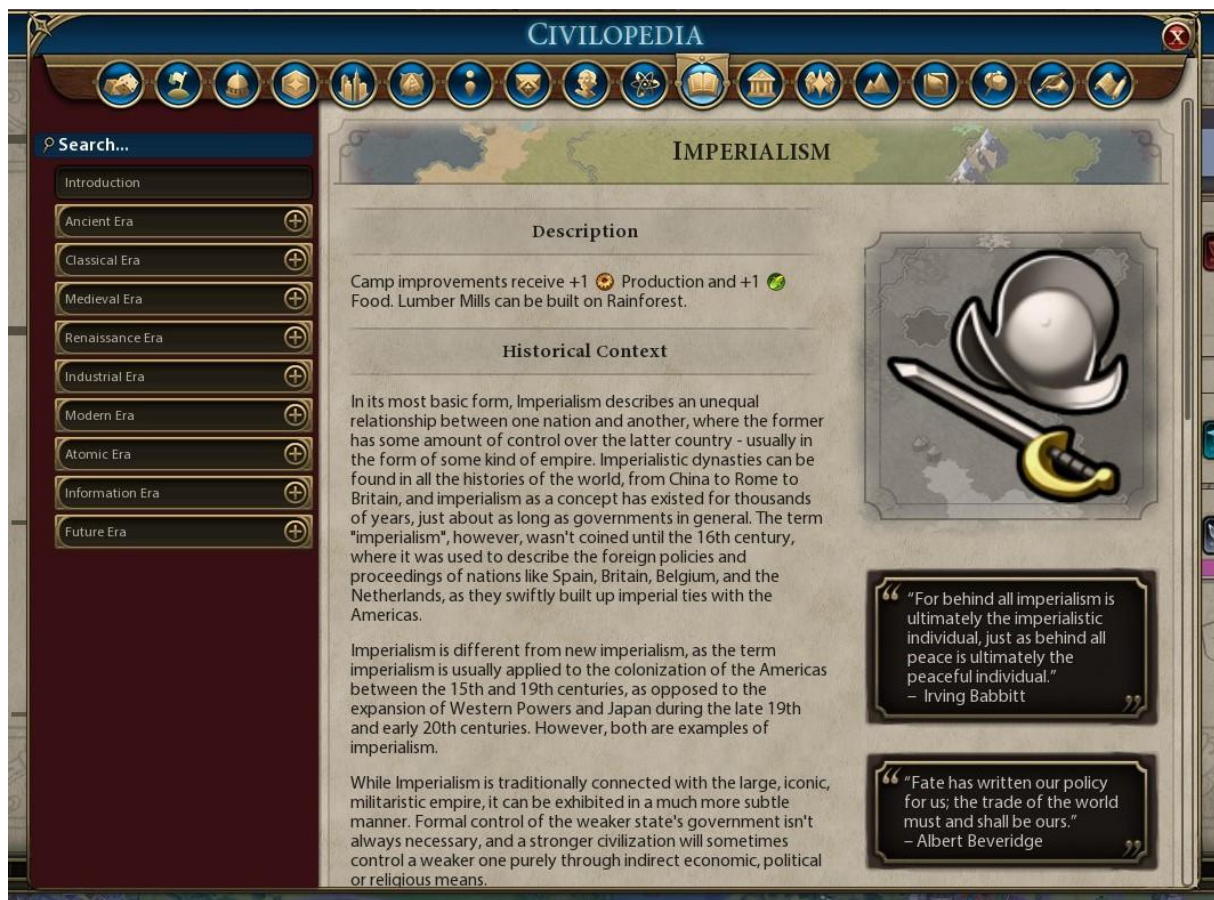 CIVILOPEDIA
X
Search...
Introduction
Ancient Era
Classical Era
Medieval Era
Renaissance Era
Industrial Era
Modern Era
Atomic Era
Information Era
Future Era
IMPERIALISM
Description
Camp improvements receive +1 Production and +1
Food. Lumber Mills can be built on Rainforest.
Historical Context
In its most basic form, Imperialism describes an unequal
relationship between one nation and another, where the former
has some amount of control over the latter country - usually in
the form of some kind of empire. Imperialistic dynasties can be
found in all the histories of the world, from China to Rome to
Britain, and imperialism as a concept has existed for thousands
of years, just about as long as governments in general. The term
"imperialism", however, wasn't coined until the 16th century,
where it was used to describe the foreign policies and
proceedings of nations like Spain, Britain, Belgium, and the
Netherlands, as they swiftly built up imperial ties with the
Americas.
Imperialism is different from new imperialism, as the term
imperialism is usually applied to the colonization of the Americas
between the 15th and 19th centuries, as opposed to the
expansion of Western Powers and Japan during the late 19th
and early 20th centuries. However, both are examples of
imperialism.
While Imperialism is traditionally connected with the large, iconic,
militaristic empire, it can be exhibited in a much more subtle
manner. Formal control of the weaker state's government isn't
always necessary, and a stronger civilization will sometimes
control a weaker one purely through indirect economic, political
or religious means.
“For behind all imperialism is
ultimately the imperialistic
individual, just as behind all
peace is ultimately the
peaceful individual.”
– Irving Babbitt
“Fate has written our policy
for us; the trade of the world
must and shall be ours.”
– Albert Beveridge